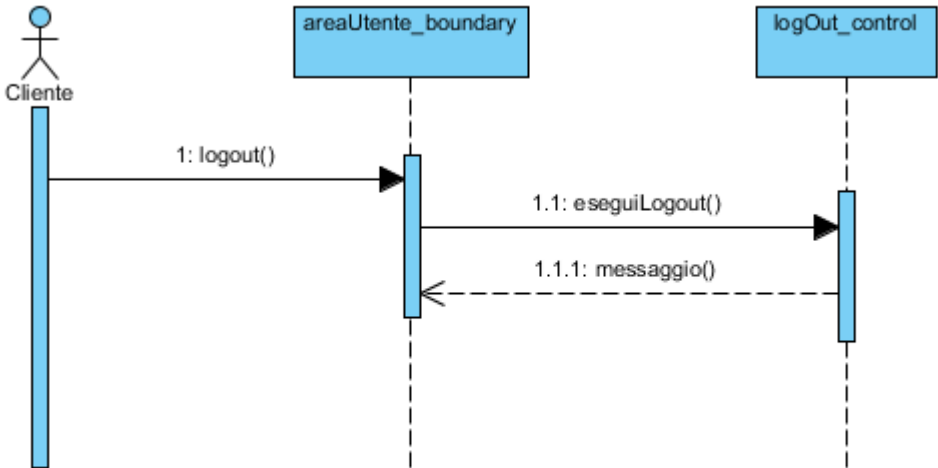 areaUtente_boundary
logOut_control
Cliente
1: logout()
1.1: eseguiLogout()
1.1.1: messaggio()